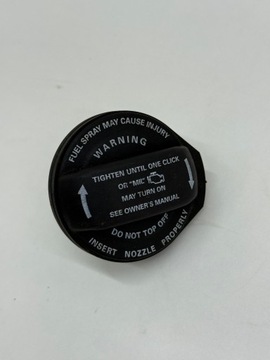 FUEL SPRAY MAY CAUSE INJURY
WARNING
TIGHTEN UNTIL ONE CLICK
OR "MIL"
MAY TURN ON
SEE OWNER'S MANUAL
DO NOT TOP OFF
INSERT NOZZLE PROPERLY